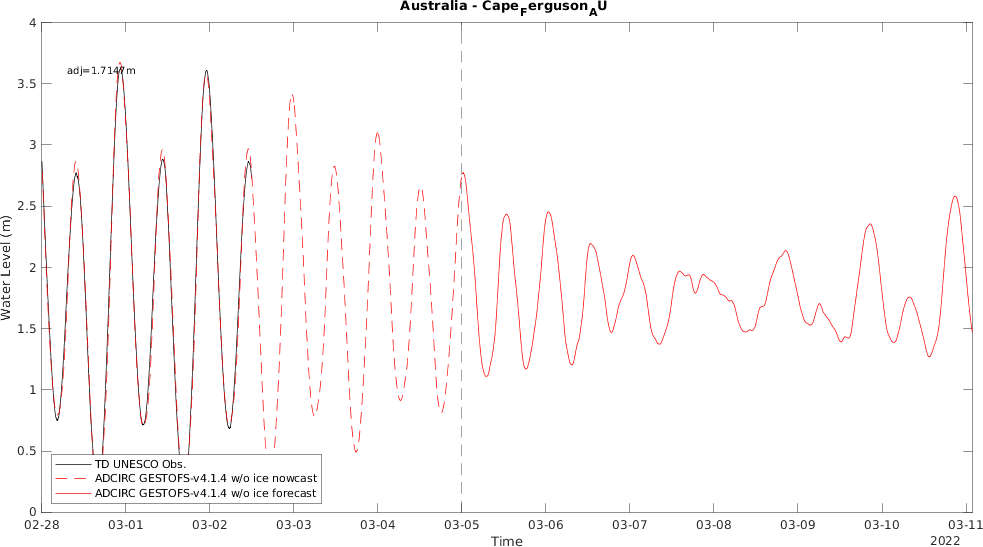 Australia - Cape_Ferguson_AU
adj=1.7147m
Water Level (m)
4
3.5
3
2.5
2
1.5
1
0.5
0
TD UNESCO Obs.
ADCIRC GESTOFS-v4.1.4 w/o ice nowcast
ADCIRC GESTOFS-v4.1.4 w/o ice forecast
02-28 03-01 03-02 03-03 03-04 03-05 03-06 03-07 03-08 03-09 03-10 03-11
Time
2022